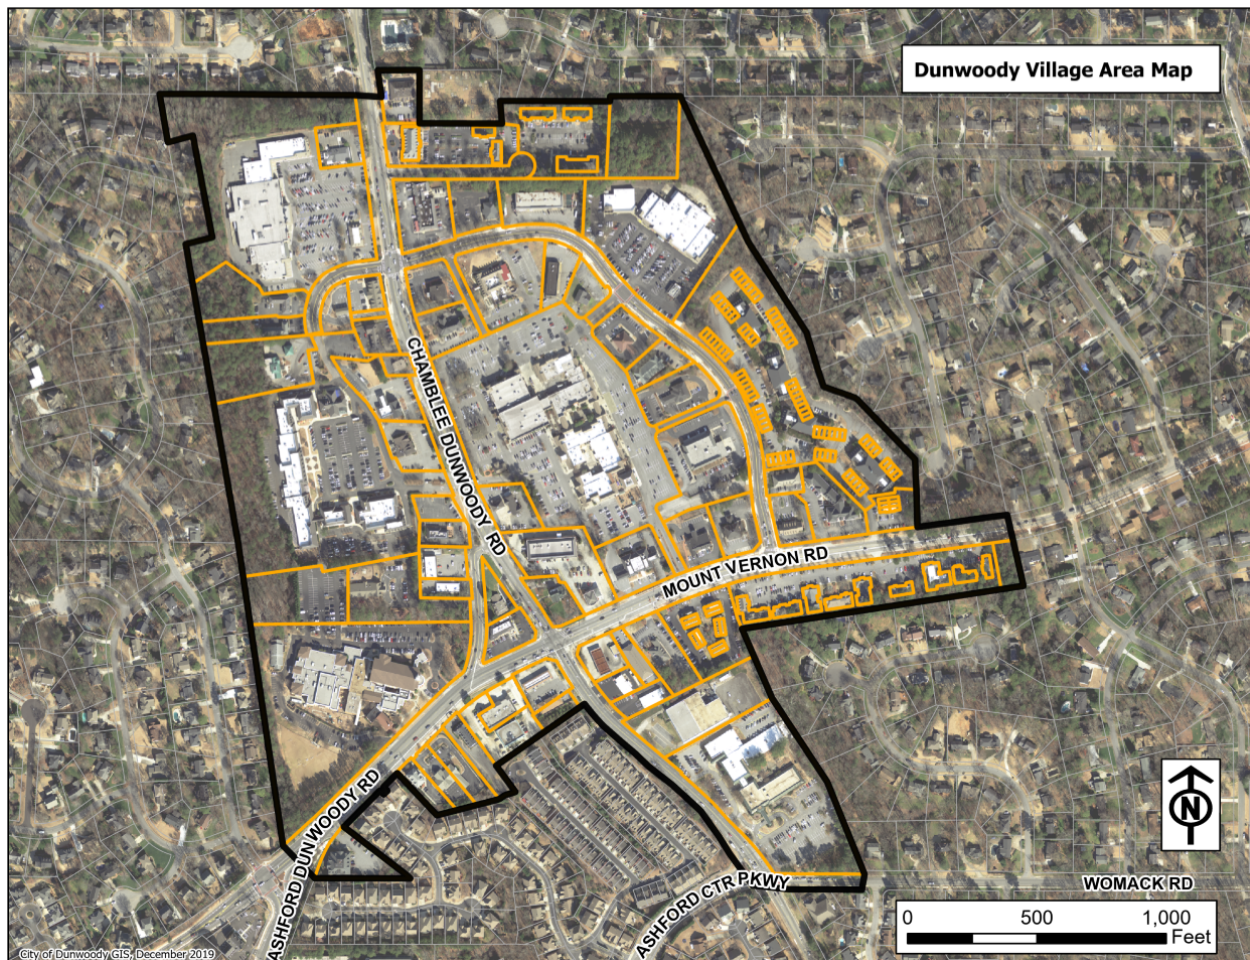 Dunwoody Village Area Map
CHAMBLEE DUNWOODY RD
MOUNT VERNON RD
ASHFORD DUNWOODY RD
ASHFORD CTR PKWY
WOMACK RD
N
0 500 1,000
Feet
City of Dunwoody GIS, December 2019